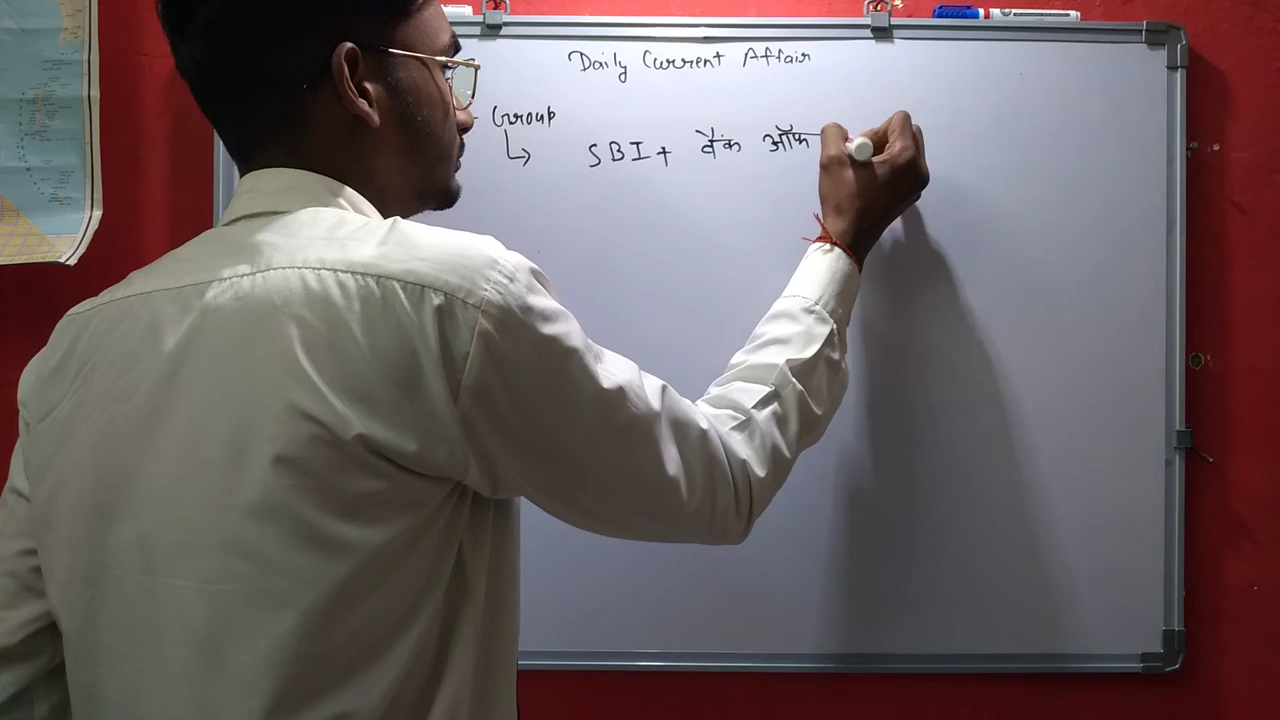 Daily Current Affair
Group
SBI + बैंक ऑफ